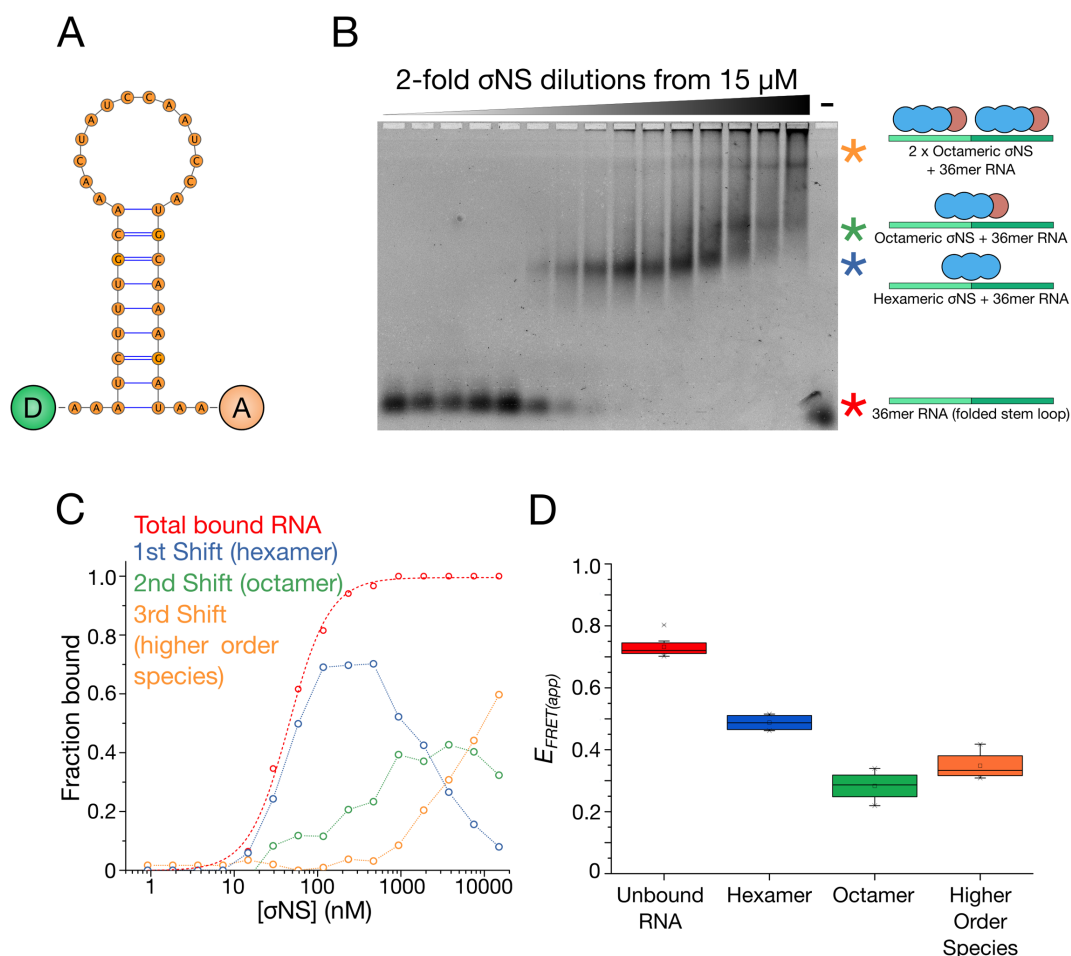 A
C C
U A
A A
U U
C C
A C
A A
A U
C G
G C
U A
U A
U A
C G
U A
D A A A U A A A
B
2-fold σNS dilutions from 15 µM
–
* 2 x Octameric σNS
+ 36mer RNA
* Octameric σNS + 36mer RNA
* Hexameric σNS + 36mer RNA
* 36mer RNA (folded stem loop)
C
Total bound RNA
1st Shift (hexamer)
2nd Shift (octamer)
3rd Shift
(higher order
species)
Fraction bound
1.0
0.8
0.6
0.4
0.2
0
1 10 100 1000 10000
[σNS] (nM)
D
E FRET(app)
1.0
0.8
0.6
0.4
0.2
0
Unbound
RNA
Hexamer
Octamer
Higher
Order
Species